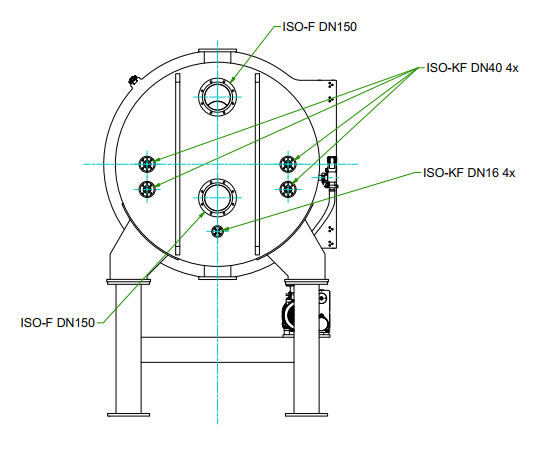 ISO-F DN150
ISO-KF DN40 4x
ISO-KF DN16 4x
ISO-F DN150